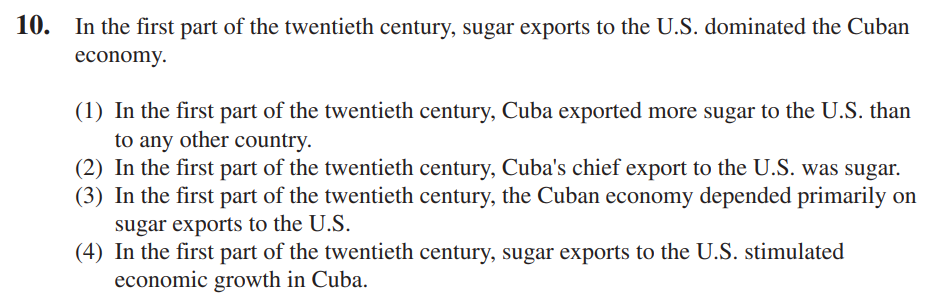 10. In the first part of the twentieth century, sugar exports to the U.S. dominated the Cuban
economy.
(1) In the first part of the twentieth century, Cuba exported more sugar to the U.S. than
to any other country.
(2) In the first part of the twentieth century, Cuba's chief export to the U.S. was sugar.
(3) In the first part of the twentieth century, the Cuban economy depended primarily on
sugar exports to the U.S.
(4) In the first part of the twentieth century, sugar exports to the U.S. stimulated
economic growth in Cuba.